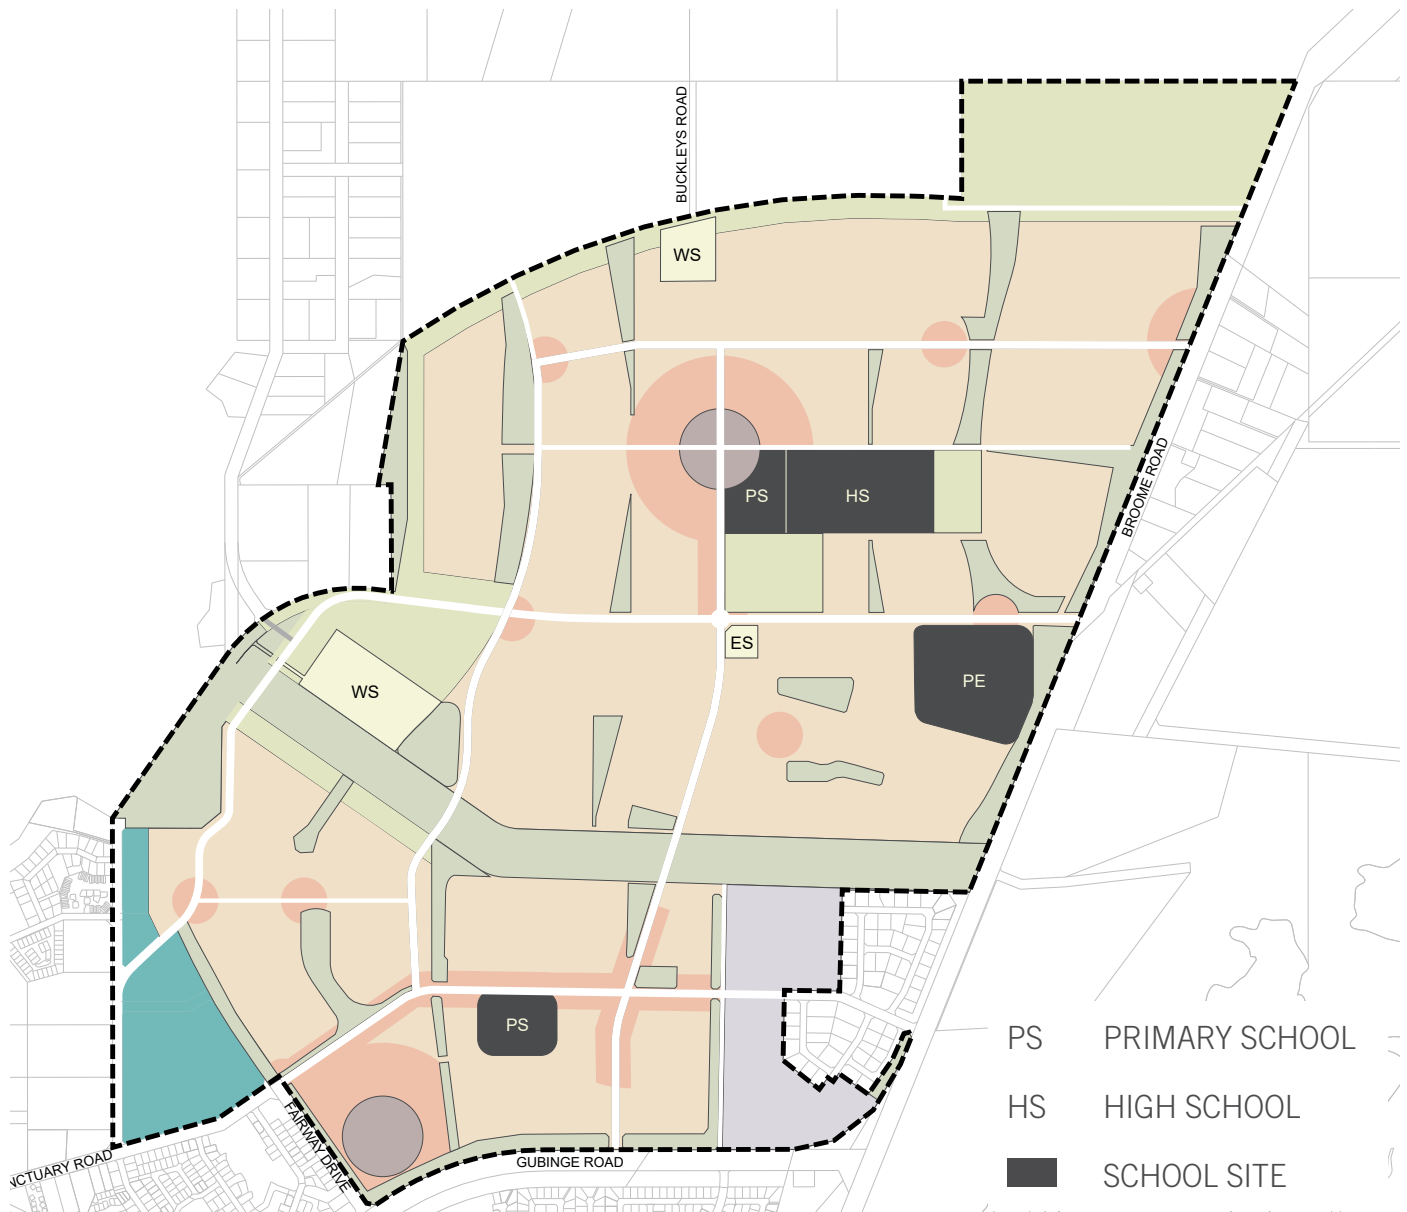 BUCKLEYS ROAD
WS
BROOME ROAD
PS
HS
ES
WS
PE
PS
PS PRIMARY SCHOOL
HS HIGH SCHOOL
SCHOOL SITE
FAIRWAY DRIVE
GUBINGE ROAD
NCTUARY ROAD